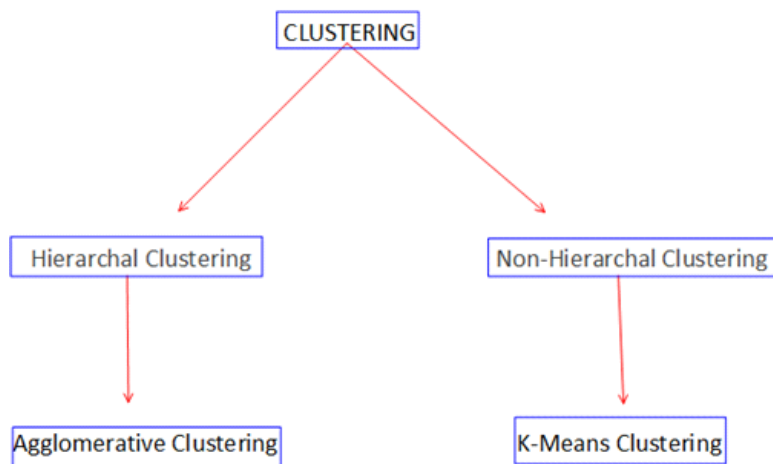 CLUSTERING
Hierarchal Clustering
Non-Hierarchal Clustering
Agglomerative Clustering
K-Means Clustering